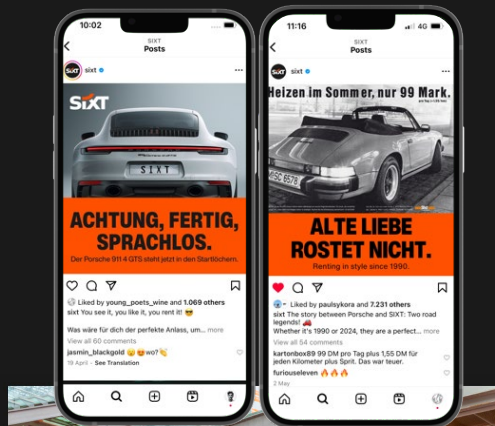 10:02
SIXT
Posts
SIXT
sixt
SIXT
SIXT
ACHTUNG, FERTIG,
SPRACHLOS.
Der Porsche 911 4 GTS steht jetzt in den Startlöchern.
Liked by young_poets_wine and 1.069 others
sixt You see it, you like it, you rent it! 😎
Was wäre für dich der perfekte Anlass, um... more
View all 60 comments
jasmin_blackgold 😀😍wo?👏
19 April · See Translation
11:16
4G
SIXT
Posts
SIXT
sixt
Heizen im Sommer, nur 99 Mark.
ALTE LIEBE
ROSTET NICHT.
Renting in style since 1990.
Liked by paulsykora and 7.231 others
sixt The story between Porsche and SIXT: Two road
legends! 🚗
Whether it's 1990 or 2024, they are a perfect... more
View all 54 comments
kartonbox89 99 DM pro Tag plus 1,55 DM für
jeden Kilometer plus Sprit. Das war teuer.
furiouseleven 🔥🔥🔥
2 May